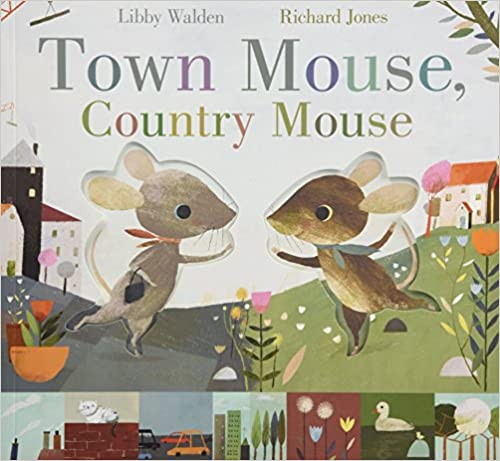 Libby Walden Richard Jones
Town Mouse,
Country Mouse